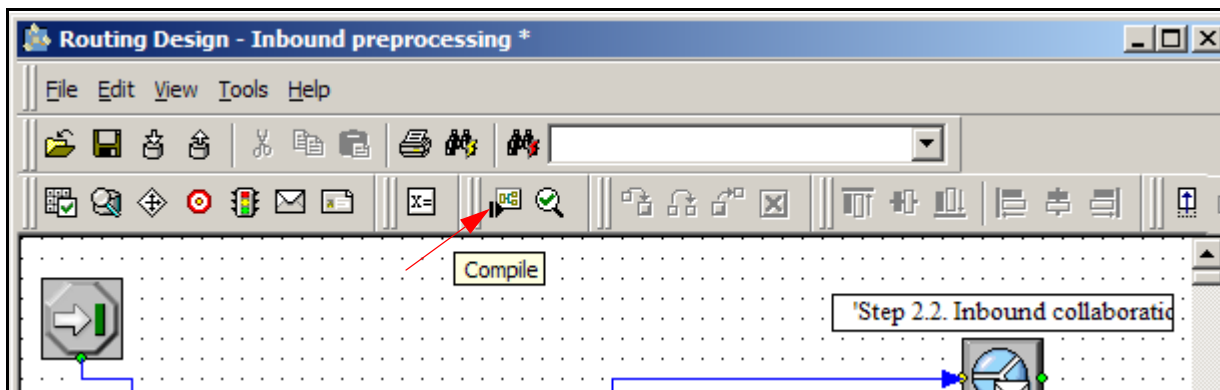 Routing Design - Inbound preprocessing *
File Edit View Tools Help
X=
Compile
'Step 2.2. Inbound collaboratio